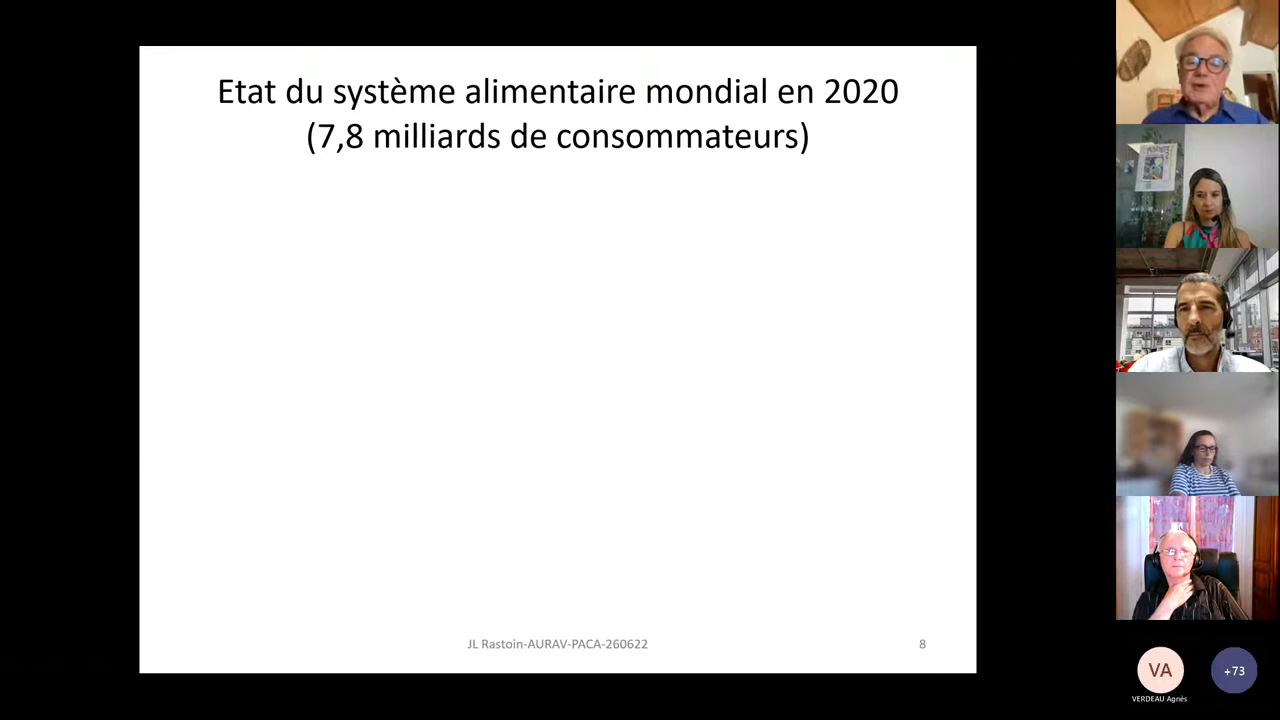 Etat du système alimentaire mondial en 2020
(7,8 milliards de consommateurs)
JL Rastoin-AURAV-PACA-260622
8
VA
+73
VERDEAU Agnès